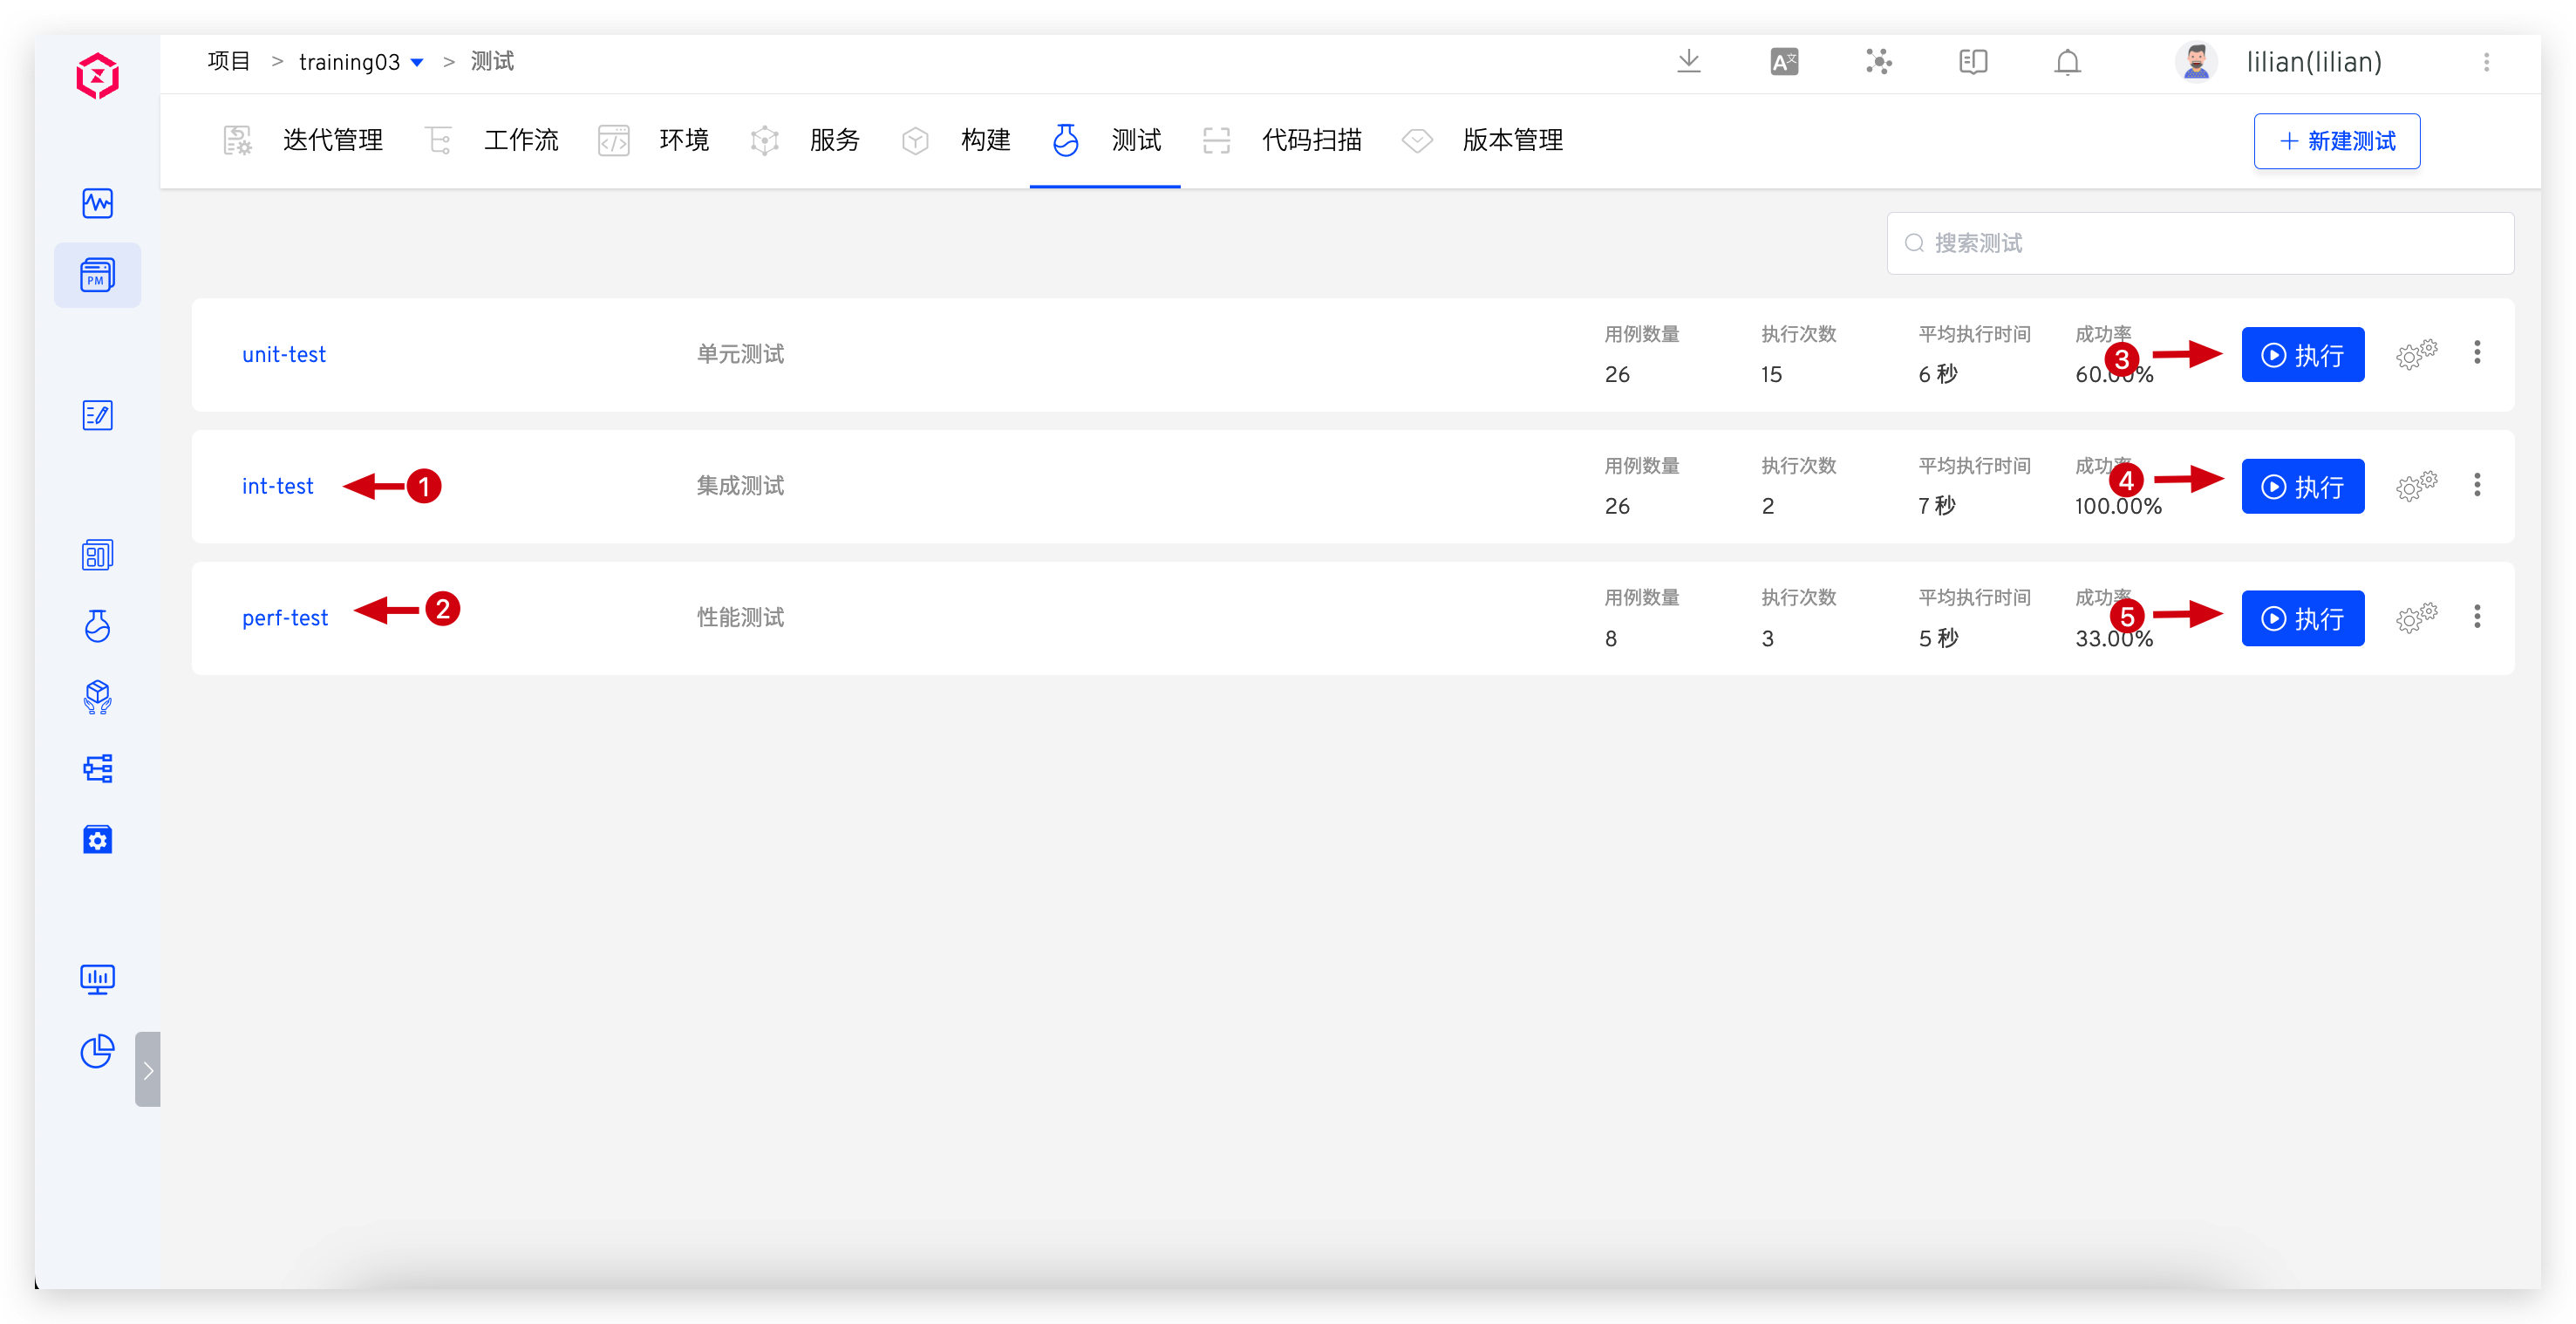 项目 > training03 > 测试
lilian(lilian)
迭代管理 工作流 环境 服务 构建 测试 代码扫描 版本管理
+ 新建测试
搜索测试
unit-test 单元测试
用例数量 执行次数 平均执行时间 成功率
26 15 6 秒 60.00%
3
执行
int-test 1 集成测试
用例数量 执行次数 平均执行时间 成功率
26 2 7 秒 100.00%
4
执行
perf-test 2 性能测试
用例数量 执行次数 平均执行时间 成功率
8 3 5 秒 33.00%
5
执行
PM